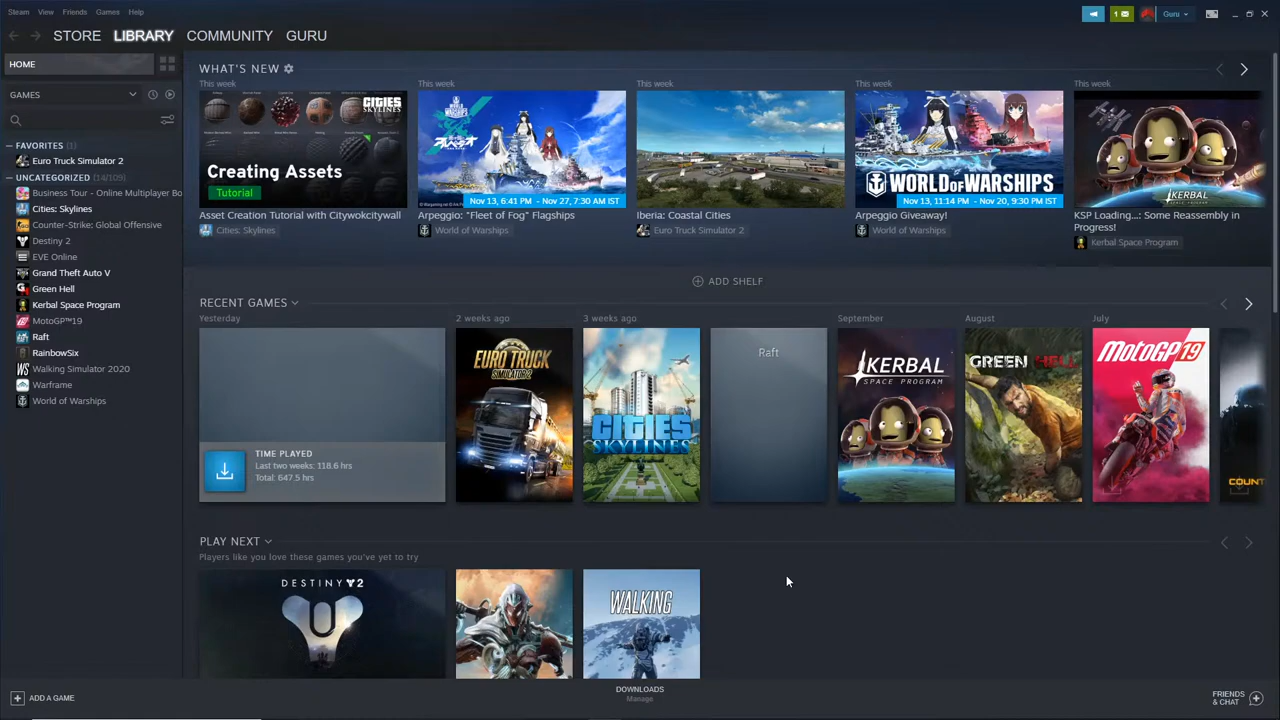 Steam View Friends Games Help
1
Guru
STORE LIBRARY COMMUNITY GURU
HOME
GAMES
FAVORITES (1)
Euro Truck Simulator 2
UNCATEGORIZED (14/109)
Business Tour - Online Multiplayer Bo
Cities: Skylines
Counter-Strike: Global Offensive
Destiny 2
EVE Online
Grand Theft Auto V
Green Hell
Kerbal Space Program
MotoGP™19
Raft
RainbowSix
Walking Simulator 2020
Warframe
World of Warships
WHAT'S NEW
This week
CITIES SKYLINES
Creating Assets
Tutorial
Asset Creation Tutorial with Citywokcitywall
Cities: Skylines
This week
Nov 13, 6:41 PM - Nov 27, 7:30 AM IST
Arpeggio: "Fleet of Fog" Flagships
World of Warships
This week
Iberia: Coastal Cities
Euro Truck Simulator 2
This week
WORLD OF WARSHIPS
Nov 13, 11:14 PM - Nov 20, 9:30 PM IST
Arpeggio Giveaway!
World of Warships
This week
KERBAL
KSP Loading...: Some Reassembly in
Progress!
Kerbal Space Program
ADD SHELF
RECENT GAMES
Yesterday
TIME PLAYED
Last two weeks: 118.6 hrs
Total: 647.5 hrs
2 weeks ago
EURO TRUCK
SIMULATOR 2
3 weeks ago
CITIES
SKYLINES
Raft
September
KERBAL
SPACE PROGRAM
August
GREEN HELL
July
MotoGP 19
COUNT
PLAY NEXT
Players like you love these games you've yet to try
DESTINY 2
WALKING
ADD A GAME
DOWNLOADS
Manage
FRIENDS
& CHAT